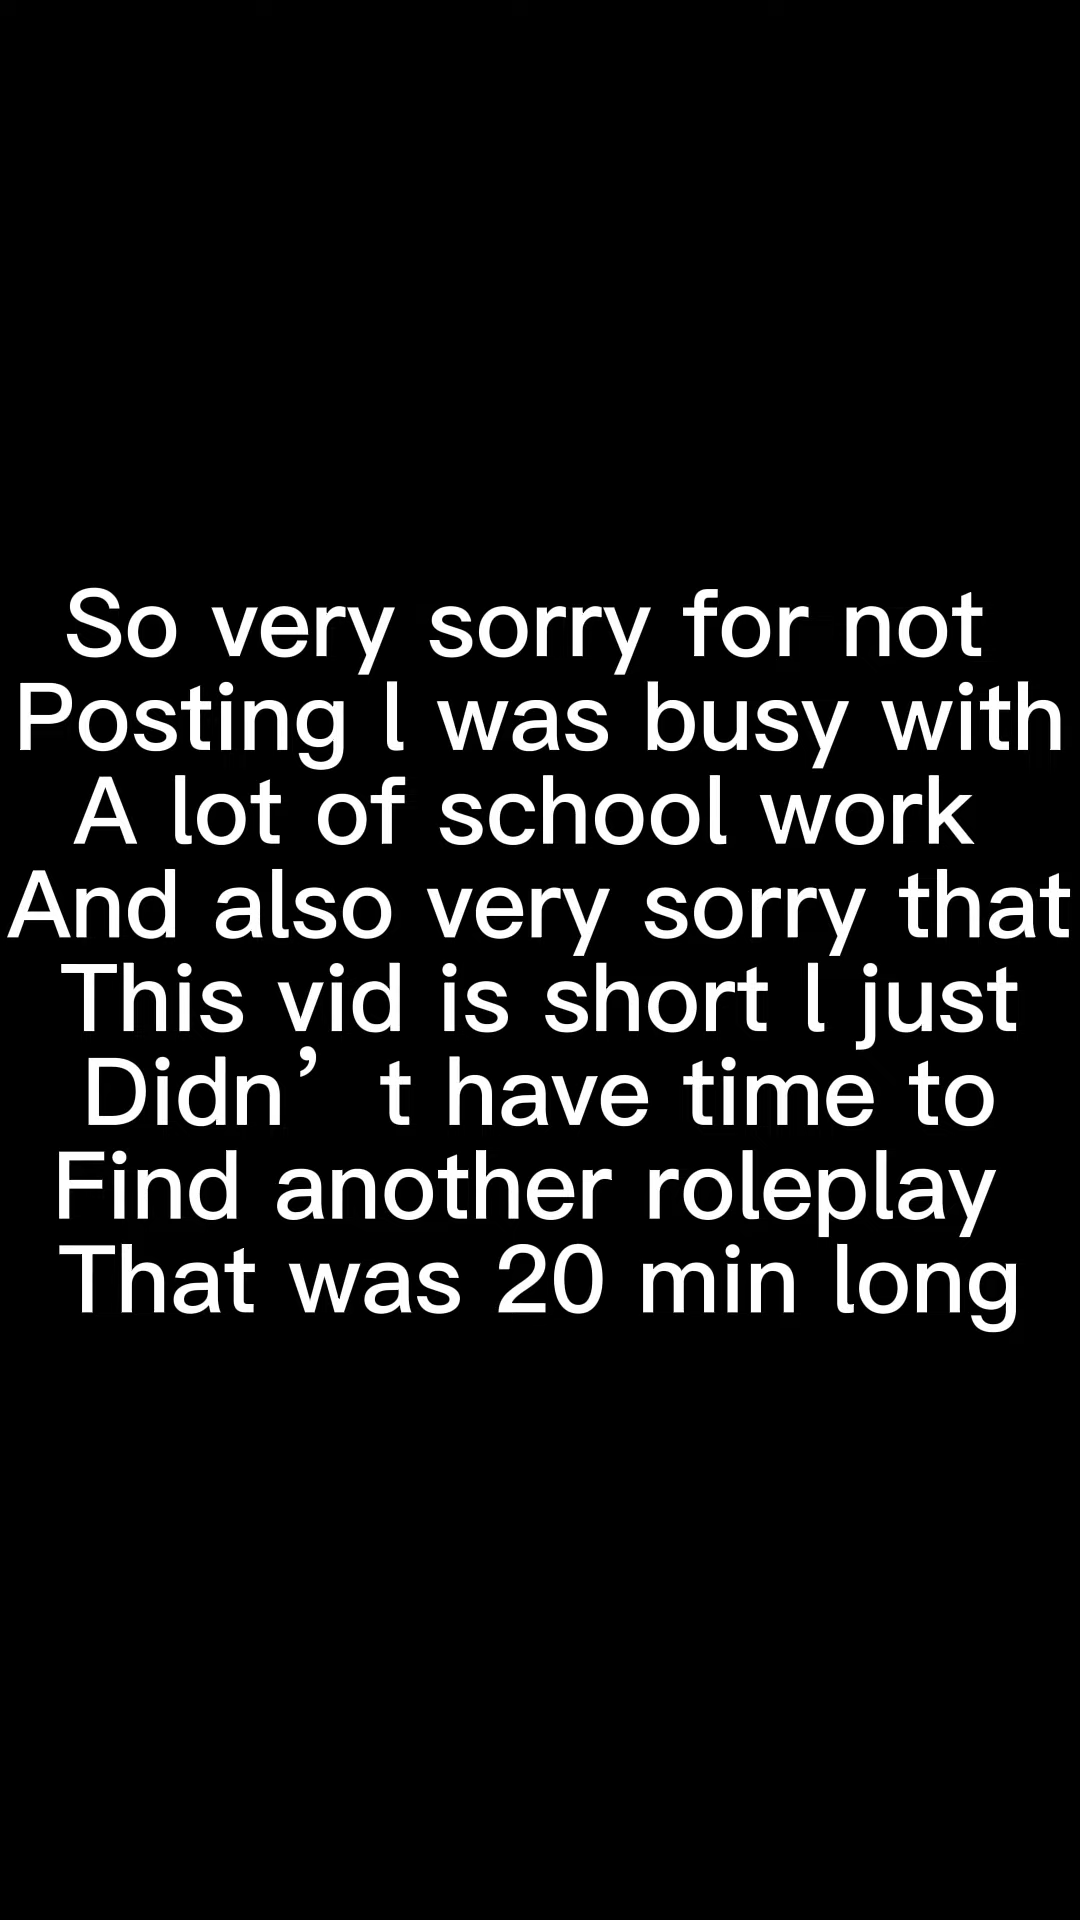 So very sorry for not
Posting l was busy with
A lot of school work
And also very sorry that
This vid is short l just
Didn’t have time to
Find another roleplay
That was 20 min long